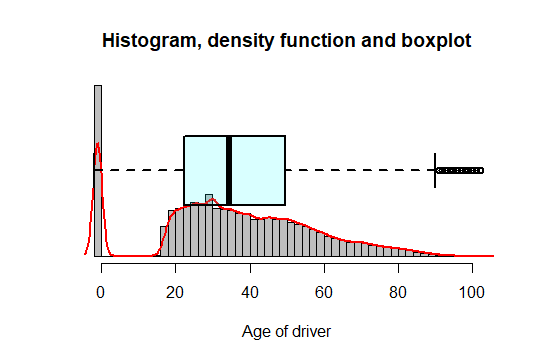 Histogram, density function and boxplot
0 20 40 60 80 100
Age of driver